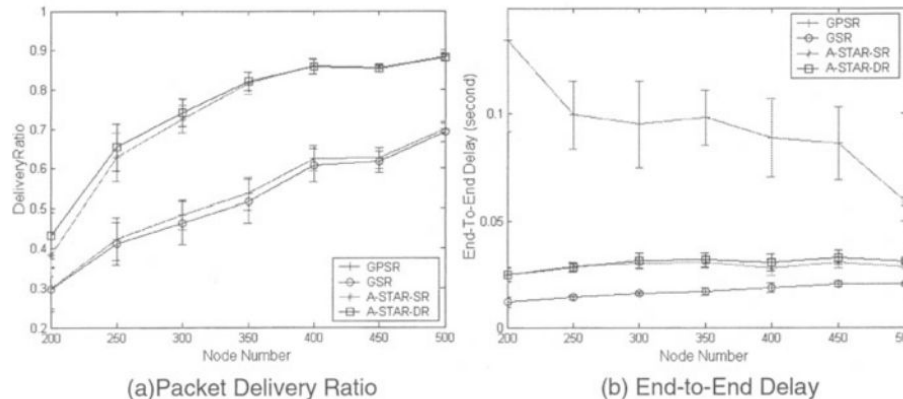 1
0.9
0.8
0.7
0.6
0.5
0.4
0.3
0.2
DeliveryRatio
200 250 300 350 400 450 500
Node Number
GPSR
GSR
A-STAR-SR
A-STAR-DR
(a)Packet Delivery Ratio
0.1
0.05
0
End-To-End Delay (second)
200 250 300 350 400 450
Node Number
GPSR
GSR
A-STAR-SR
A-STAR-DR
(b) End-to-End Delay